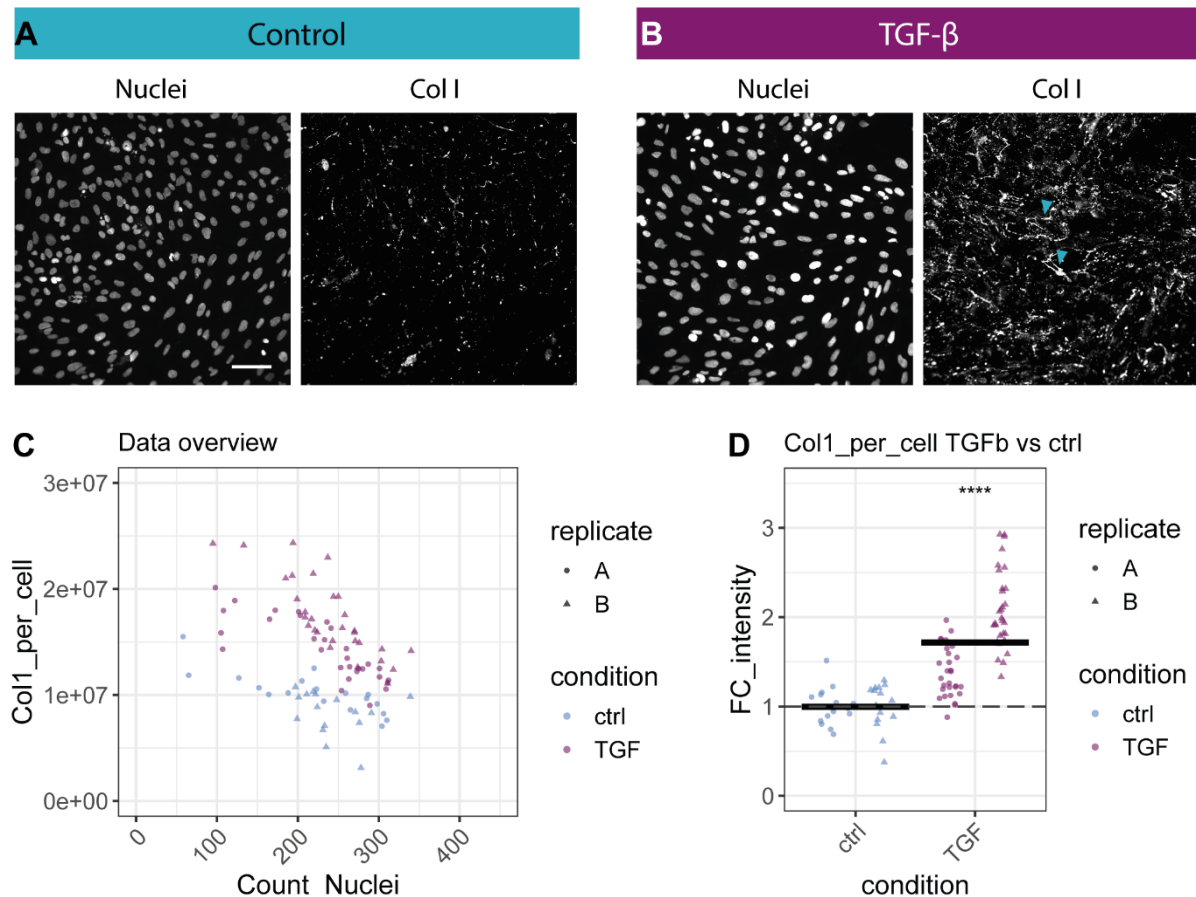 A Control
Nuclei Col I
B TGF-β
Nuclei Col I
C Data overview
Col1_per_cell
3e+07
2e+07
1e+07
0e+00
0 100 200 300 400
Count_Nuclei
replicate
A
B
condition
ctrl
TGF
D Col1_per_cell TGFb vs ctrl
****
FC_intensity
3
2
1
0
ctrl TGF
condition
replicate
A
B
condition
ctrl
TGF